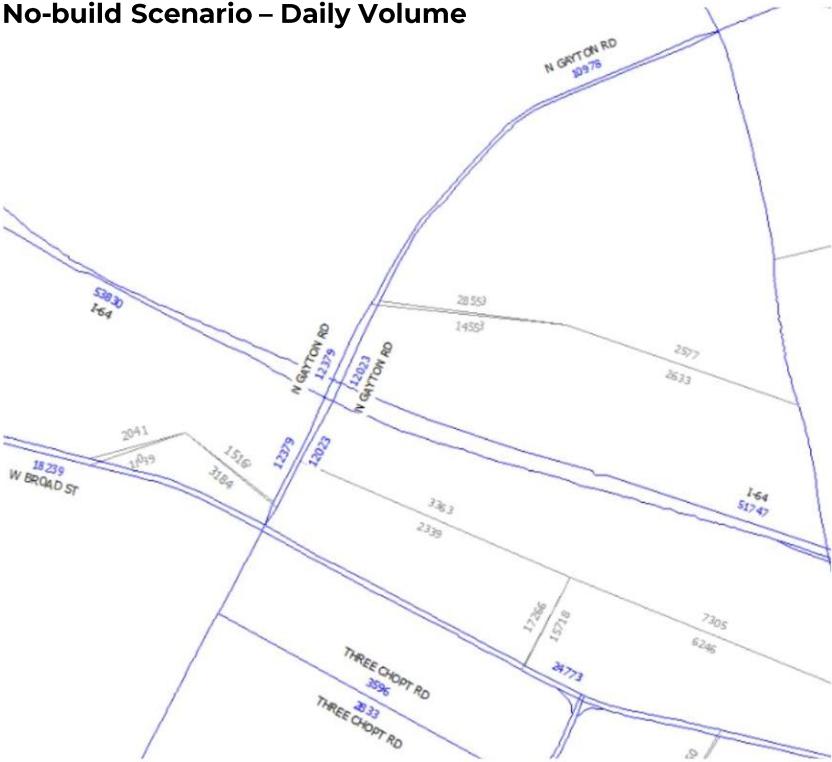 No-build Scenario – Daily Volume
N GAYTON RD
10978
53830
I-64
N GAYTON RD
12379
12023
N GAYTON RD
28553
14553
2577
2633
2041
18239
W BROAD ST
1516
3184
12379
12023
3363
2339
I-64
51747
17266
15718
7305
6246
24773
THREE CHOPT RD
3596
2833
THREE CHOPT RD